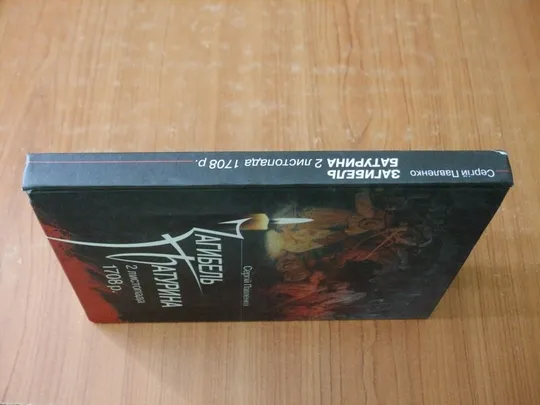 Сергій Павленко
ЗАГИБЕЛЬ
БАТУРИНА 2 листопада 1708 р.
Сергій Павленко
ЗАГИБЕЛЬ
БАТУРИНА
2 листопада
1708 р.